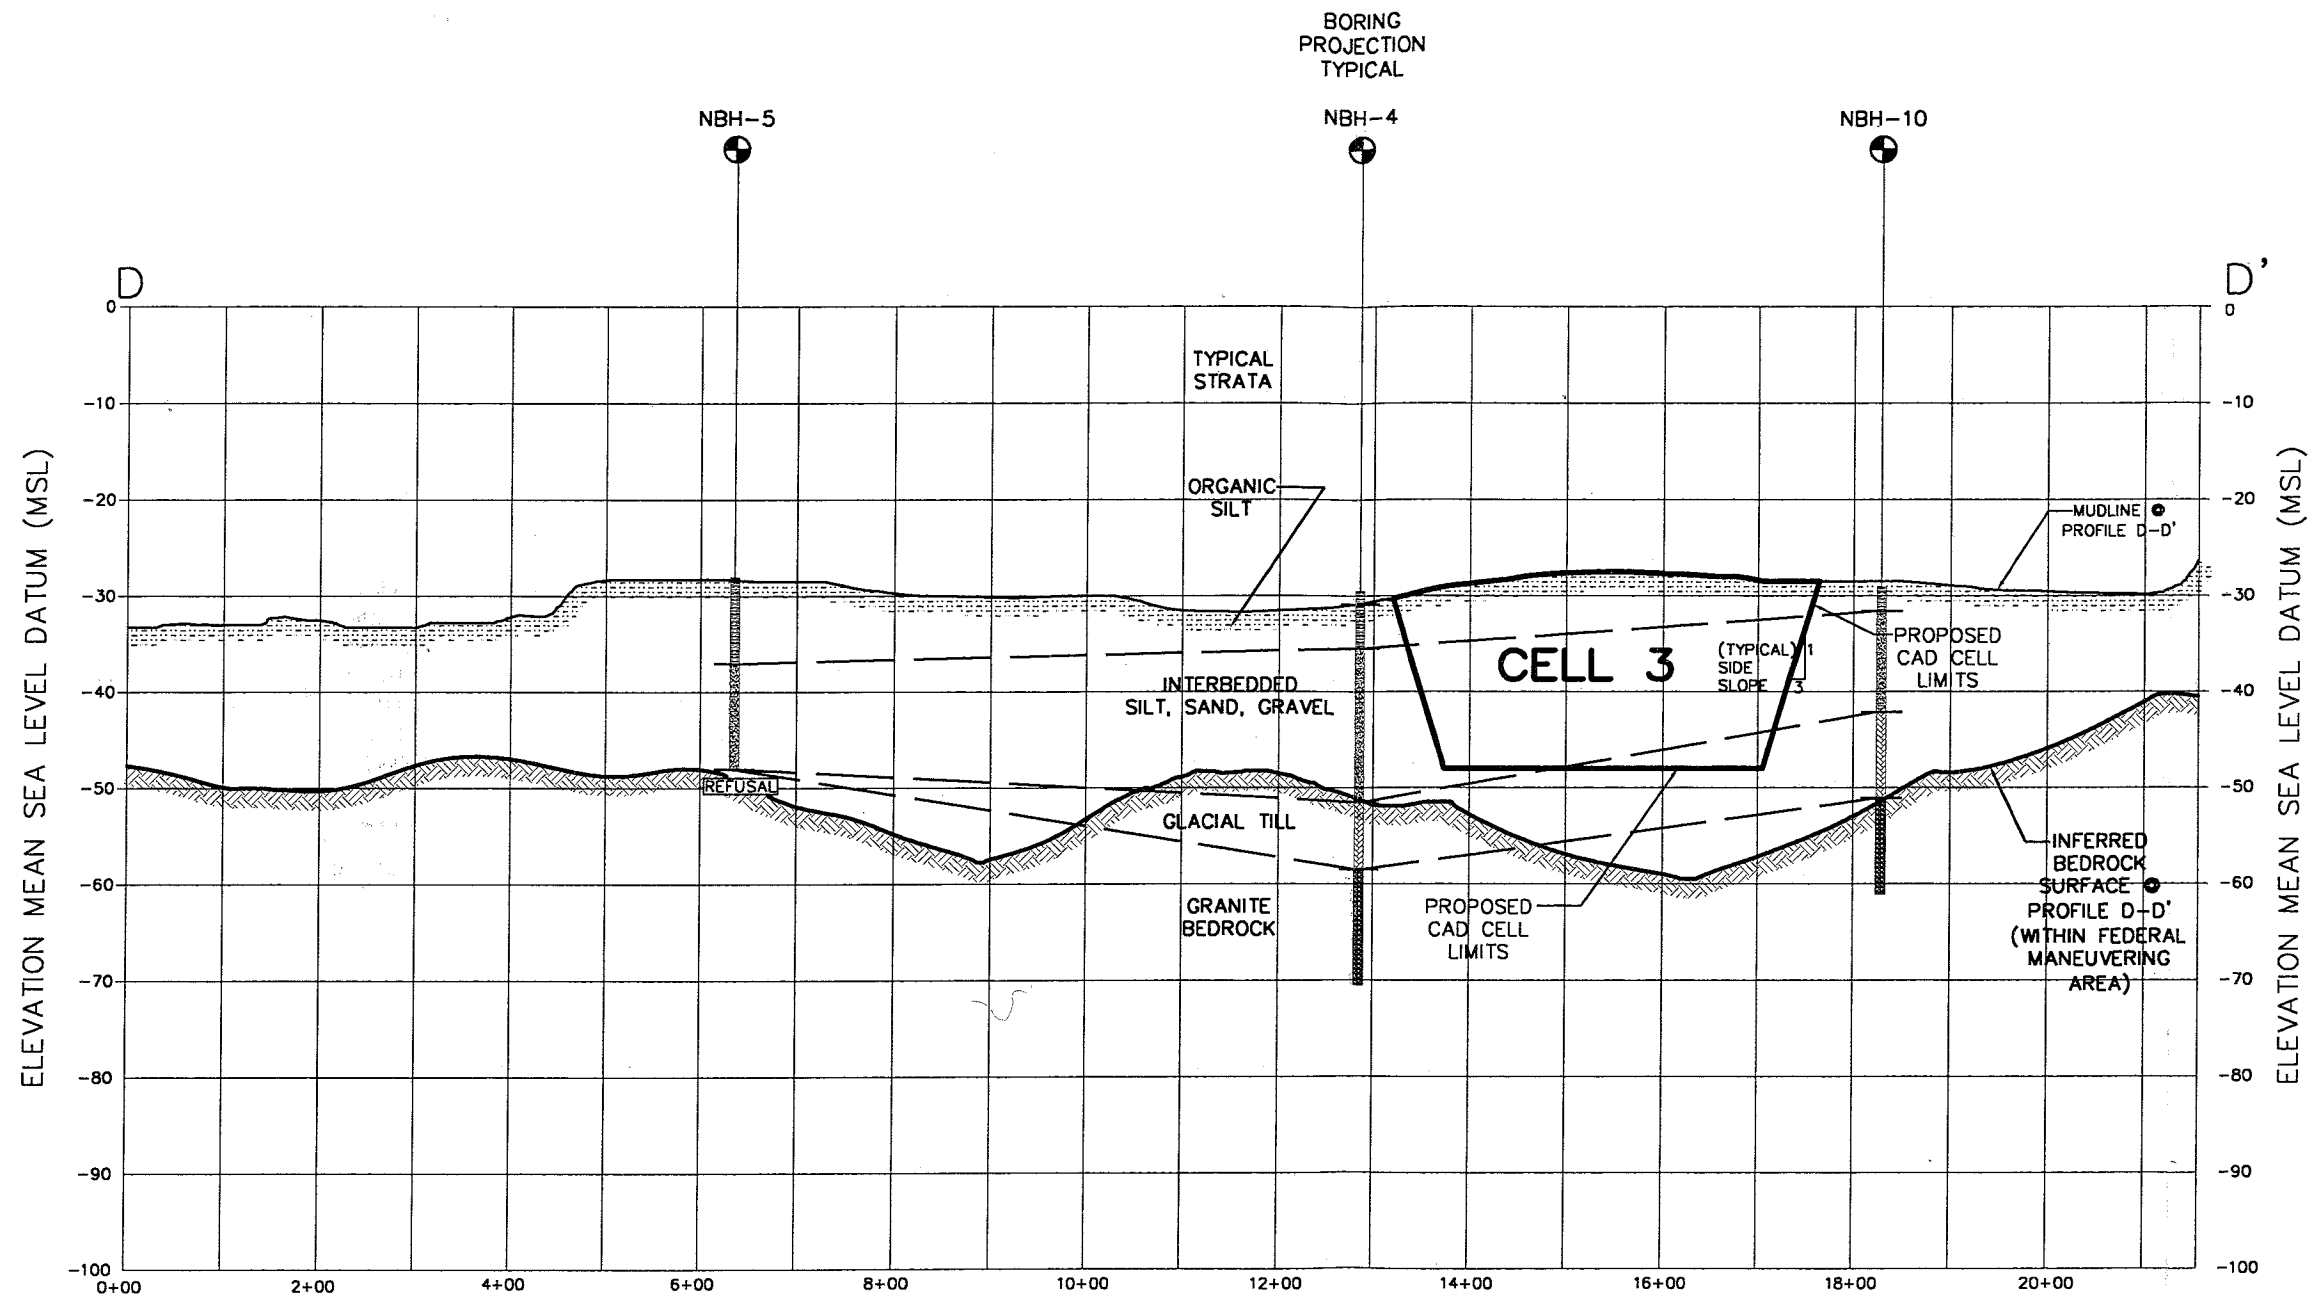 BORING
PROJECTION
TYPICAL
NBH-5
NBH-4
NBH-10
D
D'
0
0
TYPICAL
STRATA
-10
-10
ORGANIC
SILT
-20
-20
MUDLINE @
PROFILE D-D'
-30
-30
PROPOSED
CAD CELL
LIMITS
CELL 3
(TYPICAL)
SIDE
SLOPE
1
3
INTERBEDDED
SILT, SAND, GRAVEL
-40
-40
REFUSAL
-50
-50
GLACIAL TILL
INFERRED
BEDROCK
SURFACE @
PROFILE D-D'
(WITHIN FEDERAL
MANEUVERING
AREA)
-60
-60
GRANITE
BEDROCK
PROPOSED
CAD CELL
LIMITS
-70
-70
-80
-80
-90
-90
-100
-100
0+00
2+00
4+00
6+00
8+00
10+00
12+00
14+00
16+00
18+00
20+00
ELEVATION MEAN SEA LEVEL DATUM (MSL)
ELEVATION MEAN SEA LEVEL DATUM (MSL)